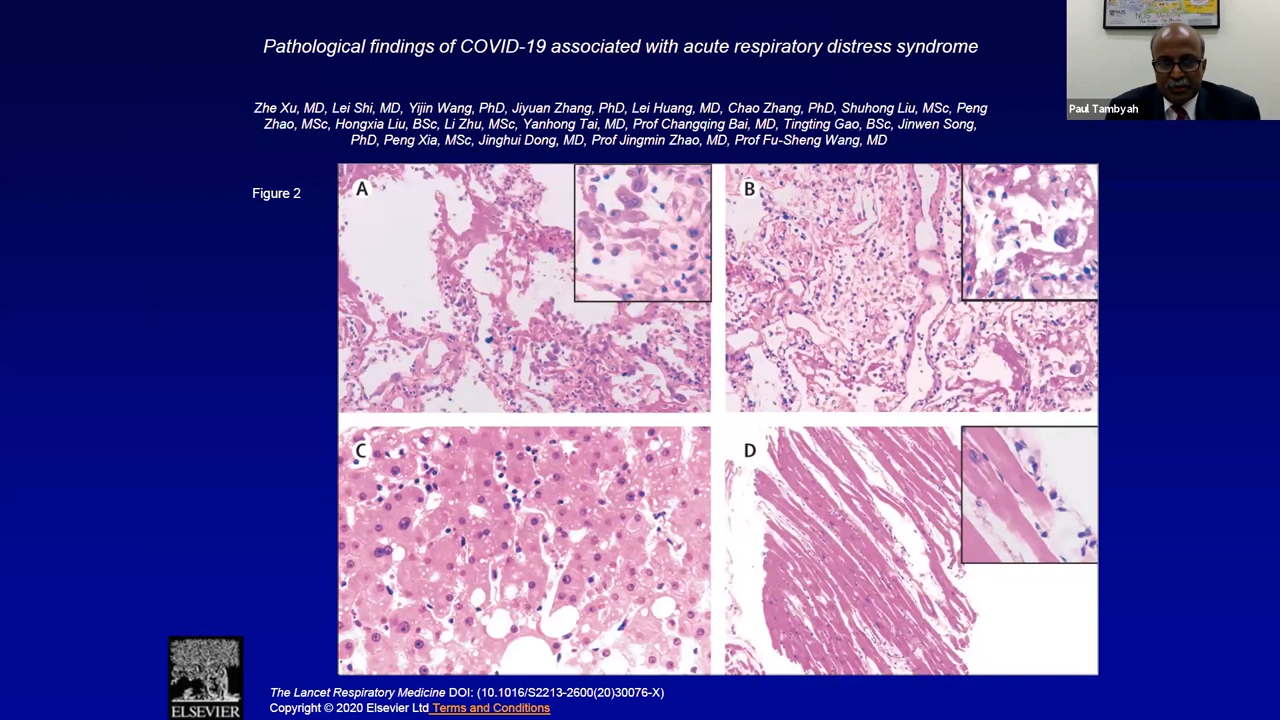 Pathological findings of COVID-19 associated with acute respiratory distress syndrome
Paul Tambyah
Zhe Xu, MD, Lei Shi, MD, Yijin Wang, PhD, Jiyuan Zhang, PhD, Lei Huang, MD, Chao Zhang, PhD, Shuhong Liu, MSc, Peng
Zhao, MSc, Hongxia Liu, BSc, Li Zhu, MSc, Yanhong Tai, MD, Prof Changqing Bai, MD, Tingting Gao, BSc, Jinwen Song,
PhD, Peng Xia, MSc, Jinghui Dong, MD, Prof Jingmin Zhao, MD, Prof Fu-Sheng Wang, MD
Figure 2
A
B
C
D
ELSEVIER
The Lancet Respiratory Medicine DOI: (10.1016/S2213-2600(20)30076-X)
Copyright © 2020 Elsevier Ltd Terms and Conditions